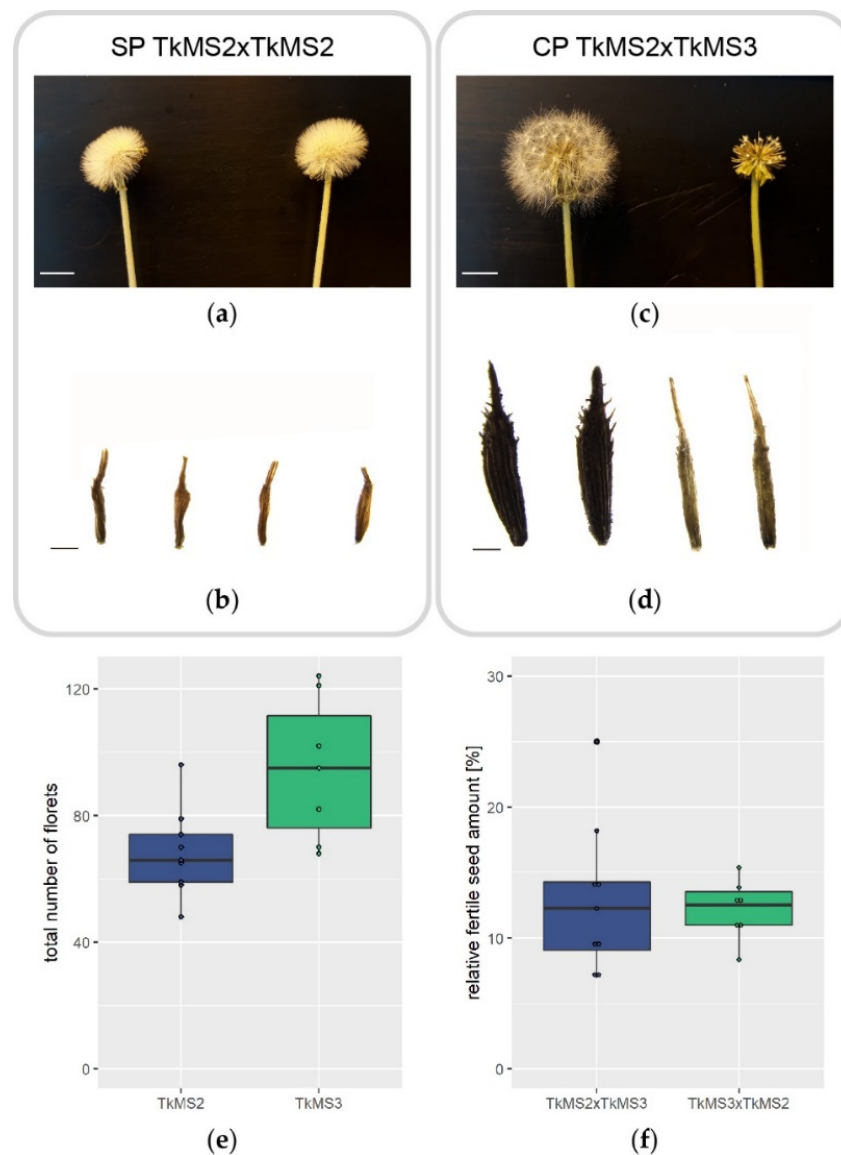 SP TkMS2xTkMS2
CP TkMS2xTkMS3
(a)
(c)
(b)
(d)
total number of florets
120
80
40
0
TkMS2
TkMS3
(e)
relative fertile seed amount [%]
30
20
10
0
TkMS2xTkMS3
TkMS3xTkMS2
(f)